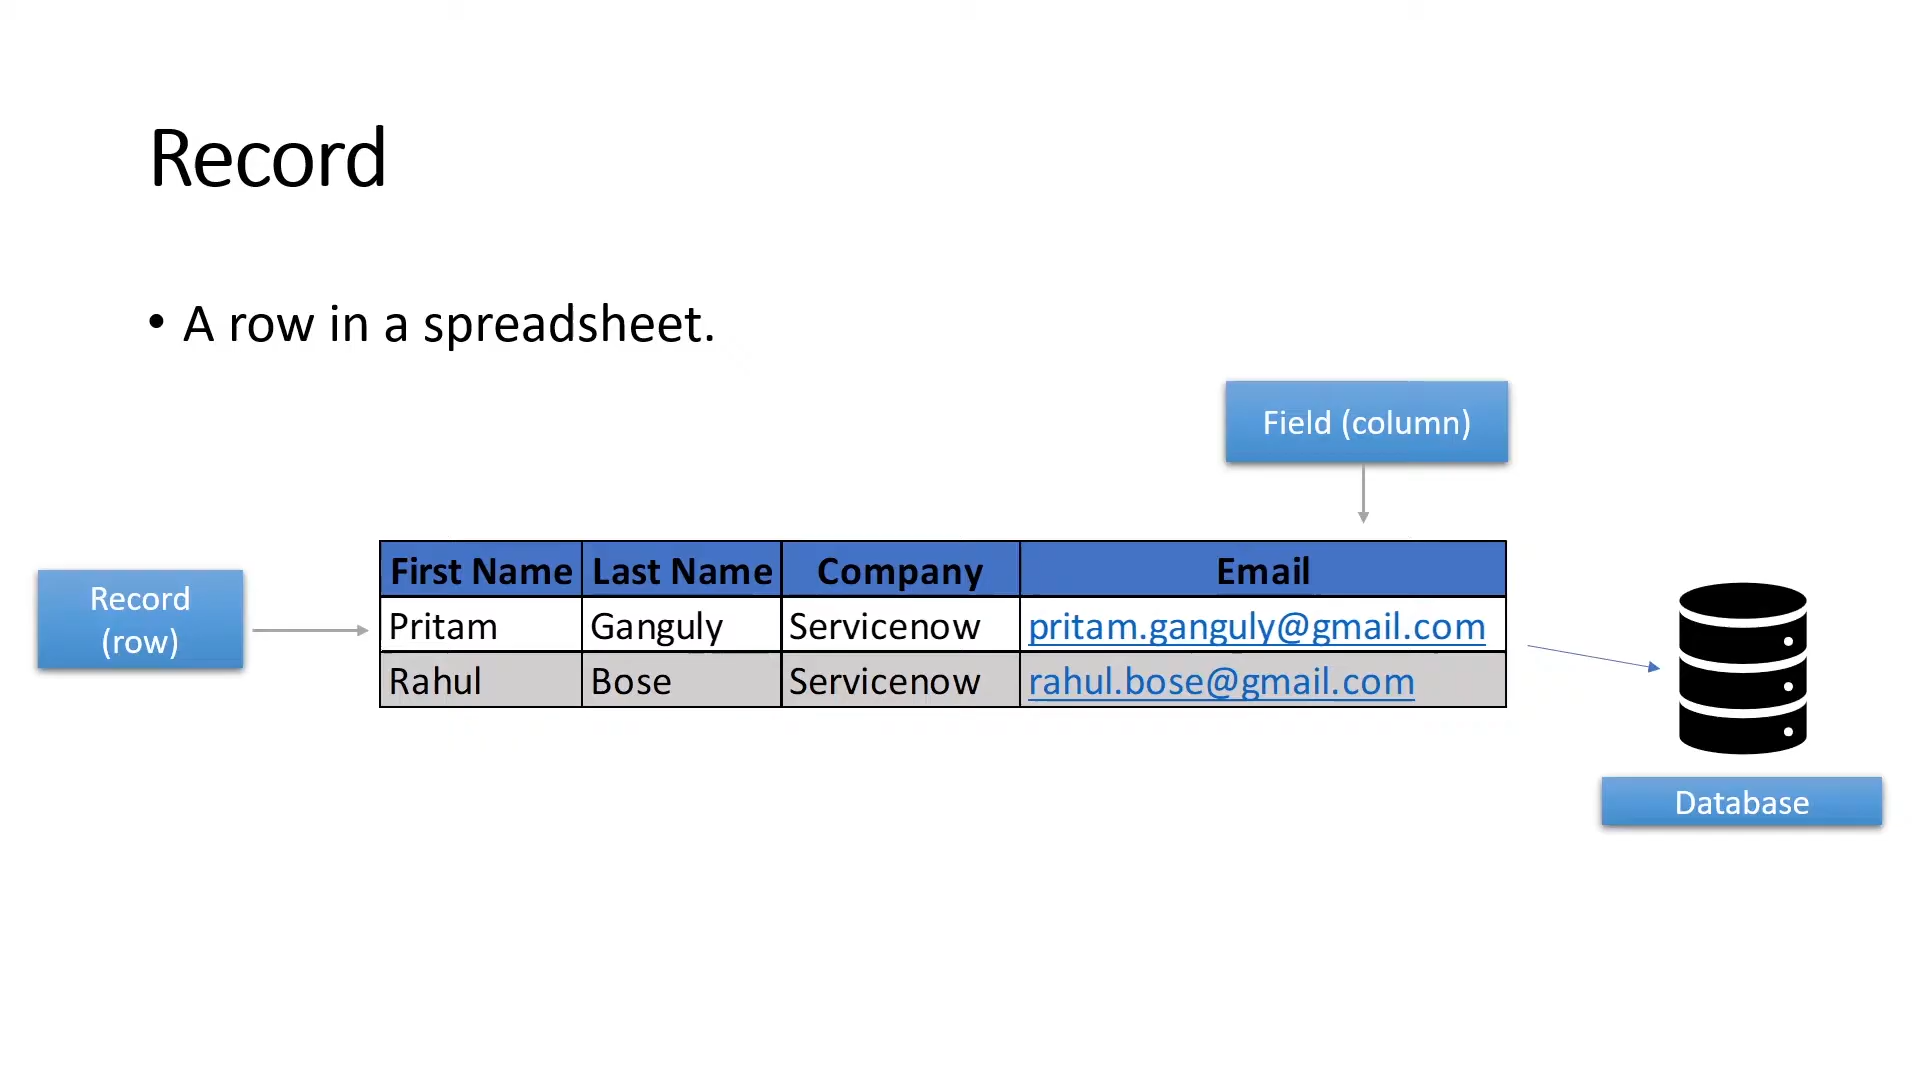 Record
• A row in a spreadsheet.
Field (column)
Record
(row)
First Name Last Name Company Email
Pritam Ganguly Servicenow pritam.ganguly@gmail.com
Rahul Bose Servicenow rahul.bose@gmail.com
Database